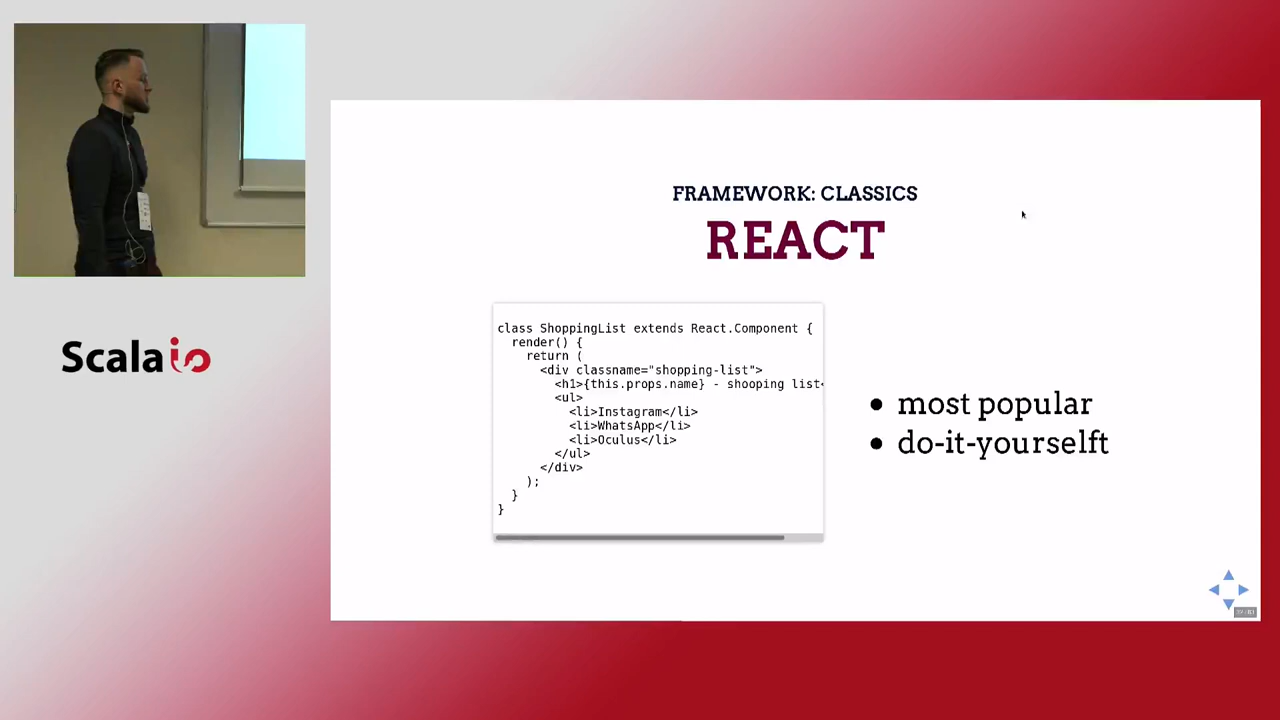 FRAMEWORK: CLASSICS
REACT
class ShoppingList extends React.Component {
render() {
return (
<div classname="shopping-list">
<h1>{this.props.name} - shooping list<
<ul>
<li>Instagram</li>
<li>WhatsApp</li>
<li>Oculus</li>
</ul>
</div>
);
}
}
• most popular
• do-it-yourselft
Scala io